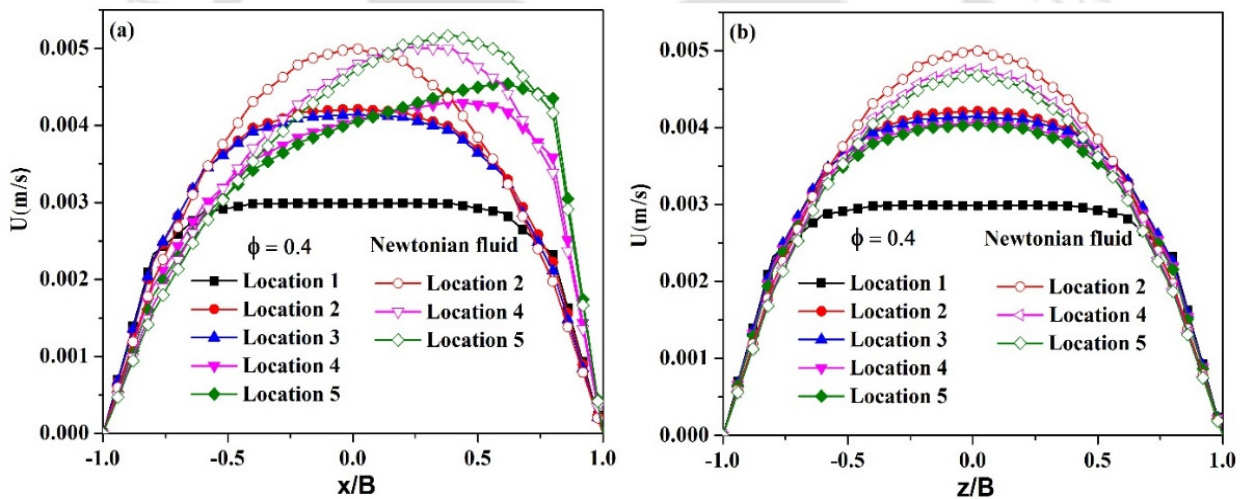 (a)
U(m/s)
0.005
0.004
0.003
0.002
0.001
0.000
ϕ = 0.4
Newtonian fluid
Location 1
Location 2
Location 3
Location 4
Location 5
Location 2
Location 4
Location 5
-1.0 -0.5 0.0 0.5 1.0
x/B
(b)
U(m/s)
0.005
0.004
0.003
0.002
0.001
0.000
ϕ = 0.4
Newtonian fluid
Location 1
Location 2
Location 3
Location 4
Location 5
Location 2
Location 4
Location 5
-1.0 -0.5 0.0 0.5 1.0
z/B